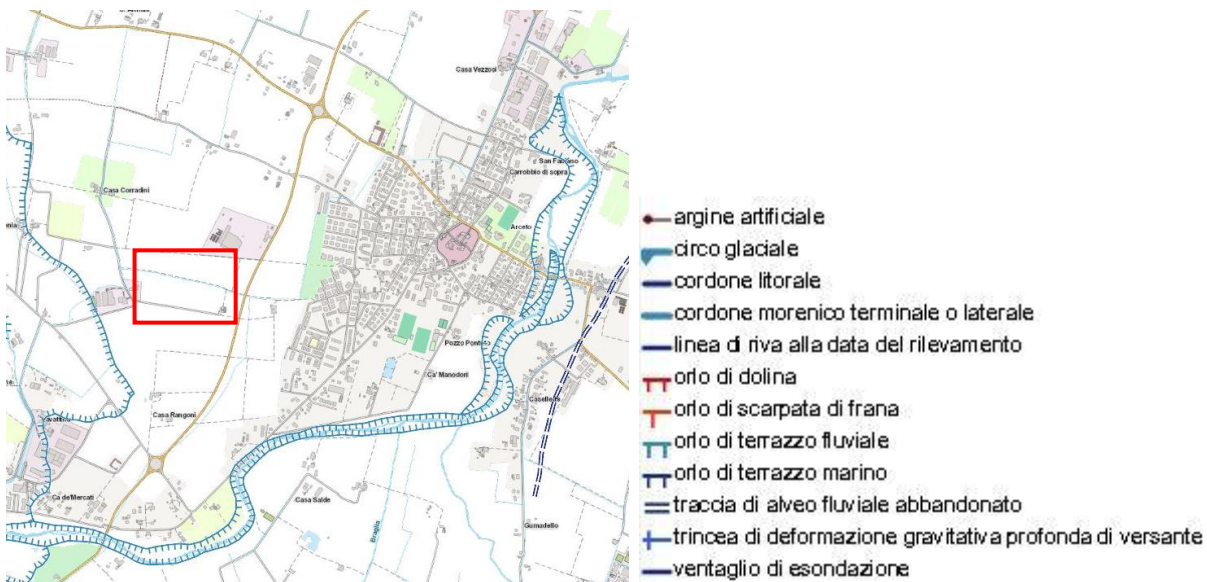 Casa Vezzosi
San Fabiano
Carrobbio di sopra
Casa Corradini
Arceto
Ca' Manodori
Casa Rangoni
Ca de'Mercati
Casa Salde
Braglia
Gumadello
argine artificiale
circo glaciale
cordone litorale
cordone morenico terminale o laterale
linea di riva alla data del rilevamento
orlo di dolina
orlo di scarpata di frana
orlo di terrazzo fluviale
orlo di terrazzo marino
traccia di alveo fluviale abbandonato
trincea di deformazione gravitativa profonda di versante
ventaglio di esondazione